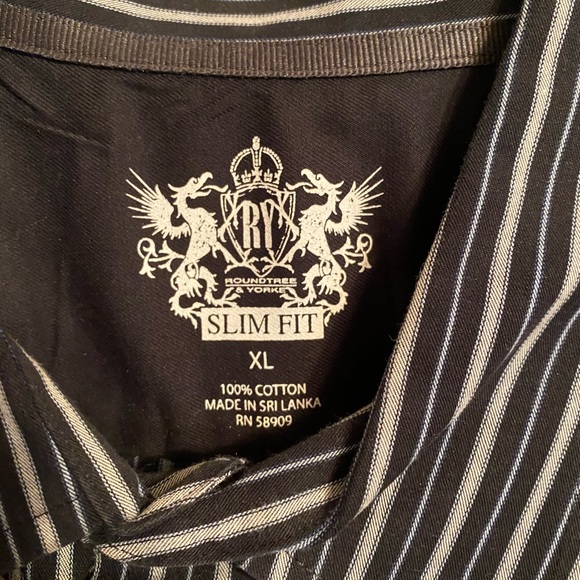 RY
ROUNDTREE
& YORKE
SLIM FIT
XL
100% COTTON
MADE IN SRI LANKA
RN 58909